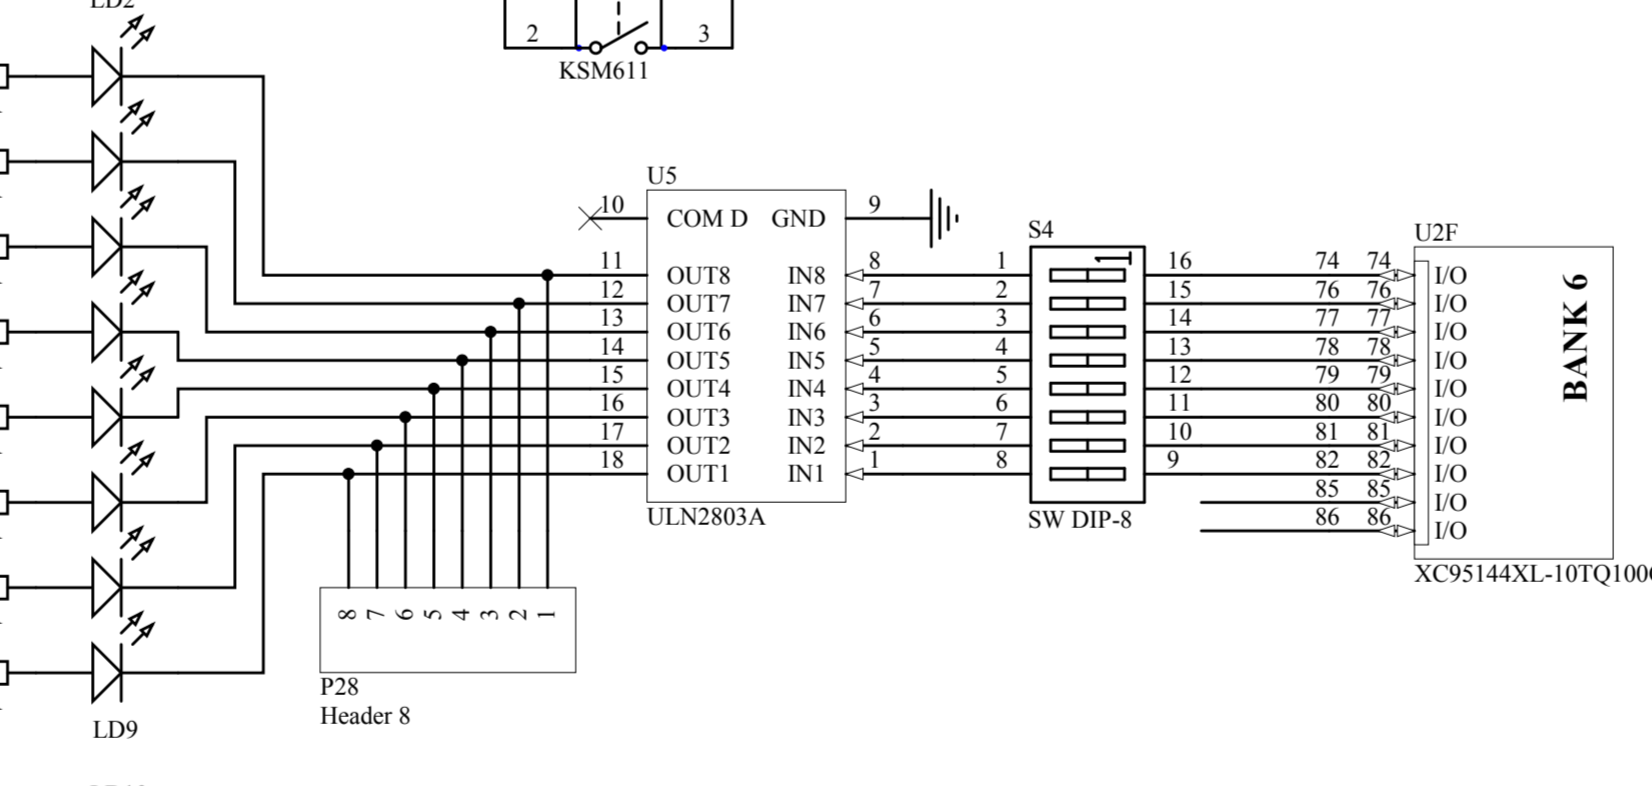 LD2
2 3
KSM611
U5
10 COM D GND 9
S4
U2F
11 OUT8 IN8 8 1 1 16 74 74 I/O
12 OUT7 IN7 7 2 15 76 76 I/O
13 OUT6 IN6 6 3 14 77 77 I/O
14 OUT5 IN5 5 4 13 78 78 I/O
15 OUT4 IN4 4 5 12 79 79 I/O
16 OUT3 IN3 3 6 11 80 80 I/O
17 OUT2 IN2 2 7 10 81 81 I/O
18 OUT1 IN1 1 8 9 82 82 I/O
85 85 I/O
86 86 I/O
BANK 6
ULN2803A
SW DIP-8
XC95144XL-10TQ100
8 7 6 5 4 3 2 1
P28
Header 8
LD9